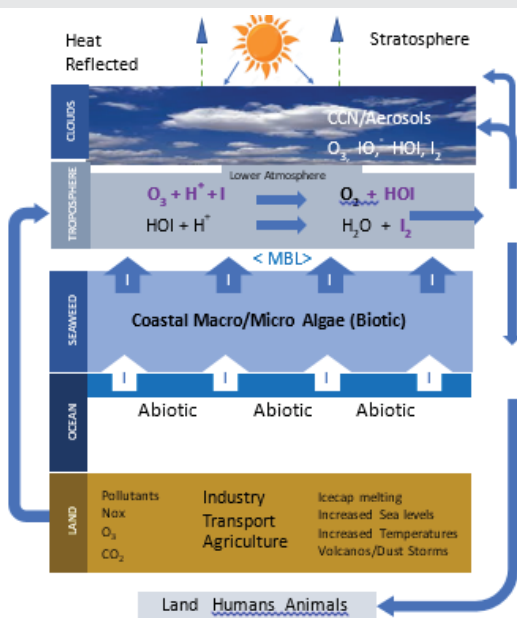 Heat
Reflected
Stratosphere
CLOUDS
CCN/Aerosols
O₃, IO,⁻ HOI, I₂
Lower Atmosphere
TROPOSPHERE
O₃ + H⁺ + I
O₂ + HOI
HOI + H⁺
H₂O + I₂
< MBL>
I I I I
SEAWEED
Coastal Macro/Micro Algae (Biotic)
I I I I
OCEAN
Abiotic Abiotic Abiotic
LAND
Pollutants
Nox
O₃
CO₂
Industry
Transport
Agriculture
Icecap melting
Increased Sea levels
Increased Temperatures
Volcanos/Dust Storms
Land Humans Animals